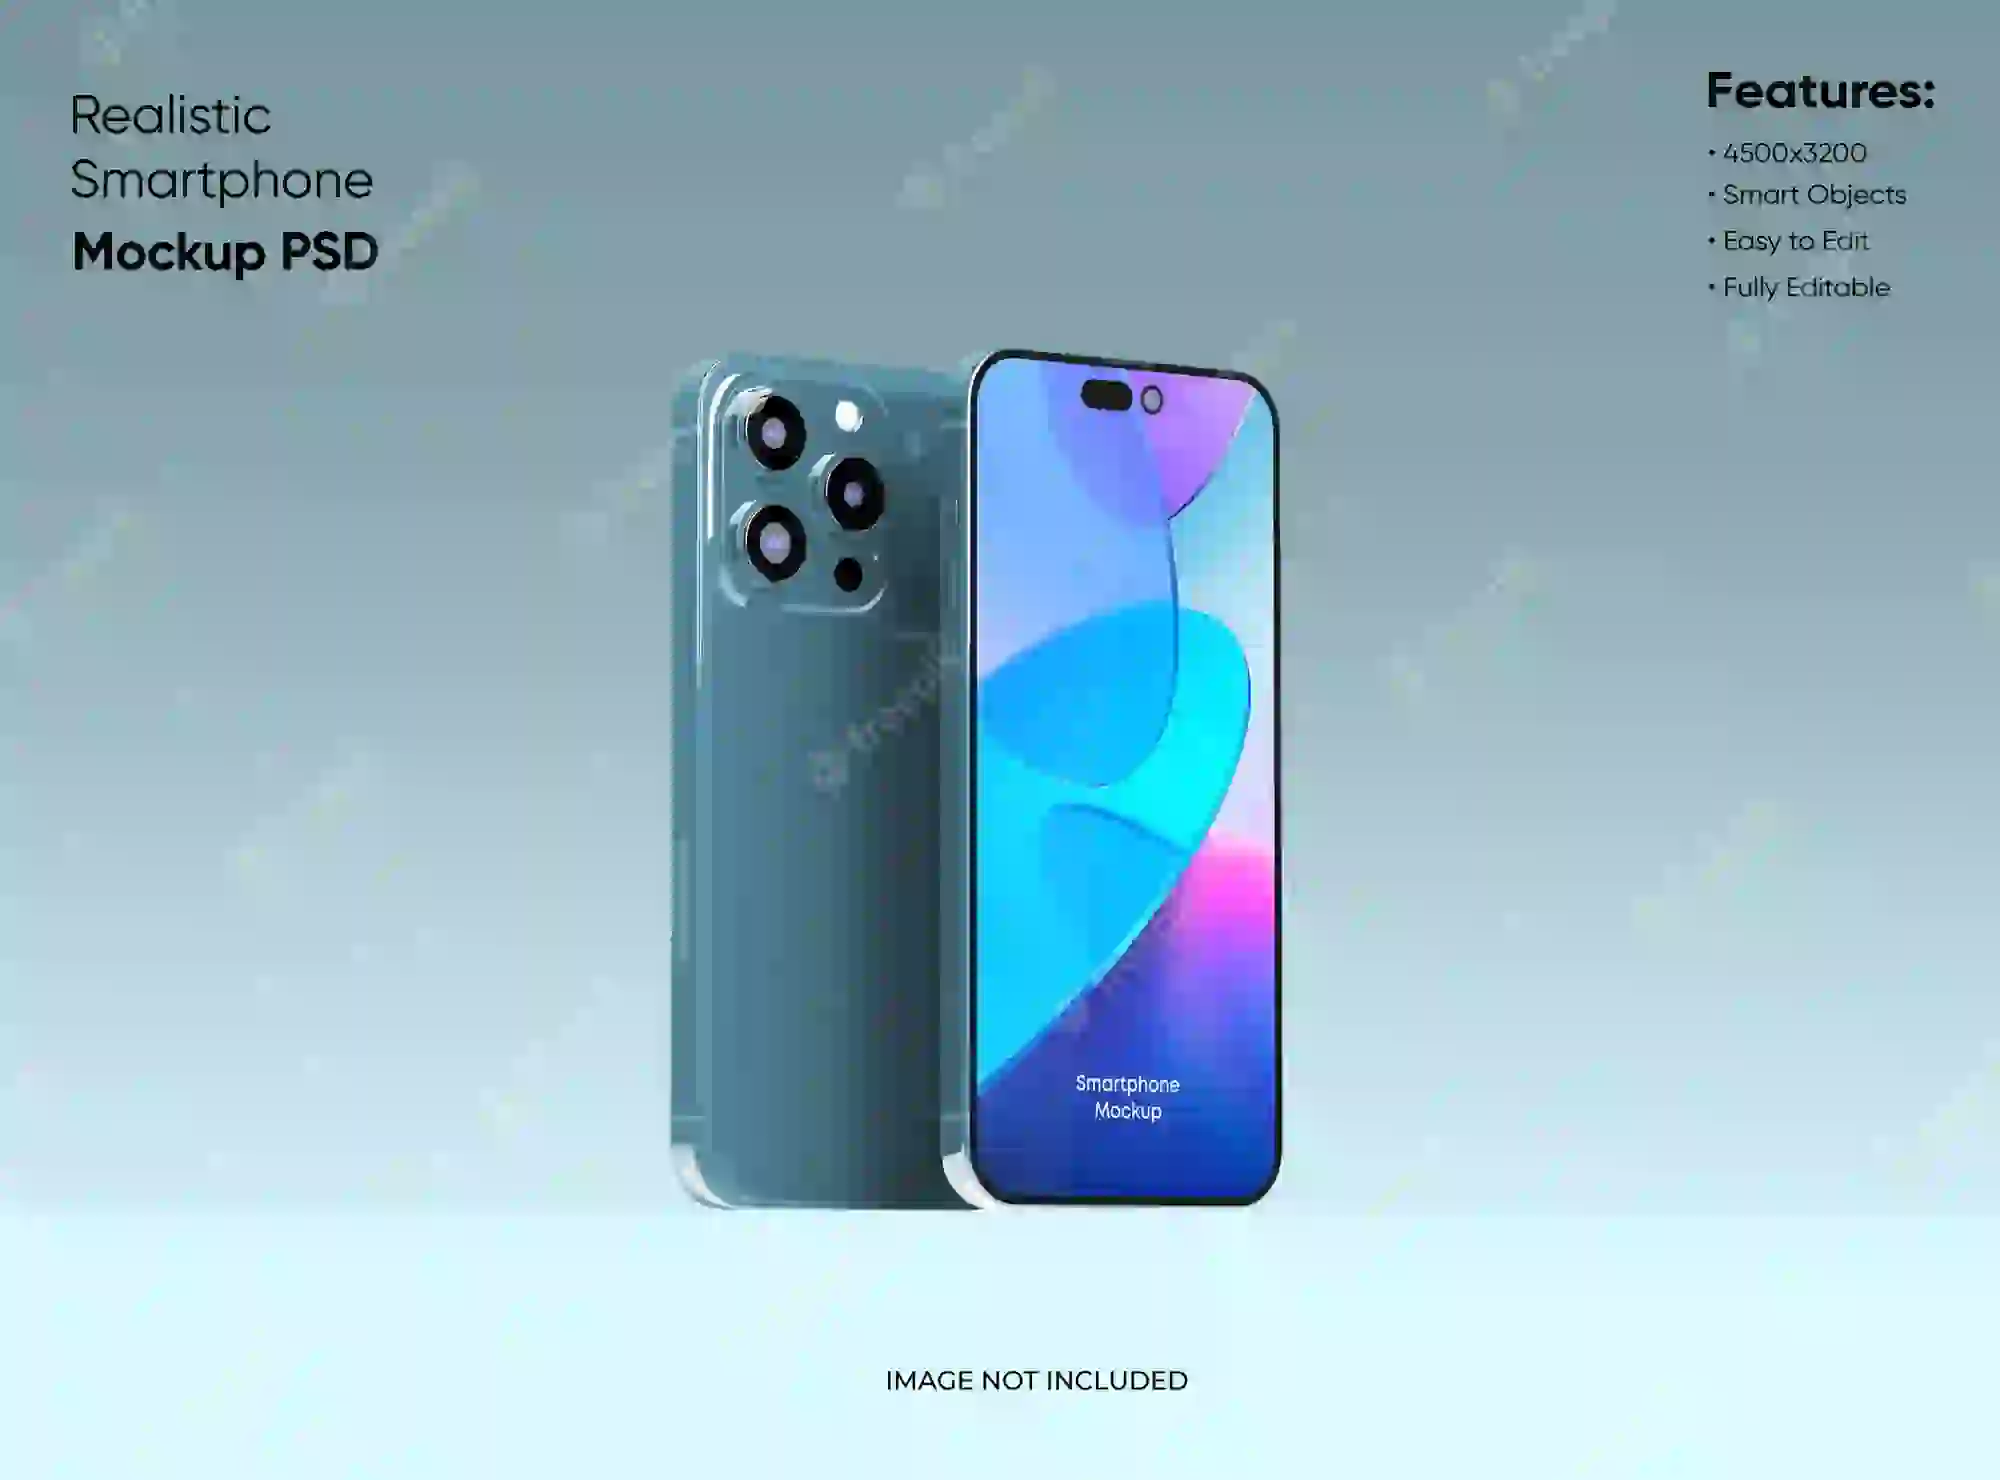 Realistic
Smartphone
Mockup PSD
Features:
• 4500x3200
• Smart Objects
• Easy to Edit
• Fully Editable
Smartphone
Mockup
IMAGE NOT INCLUDED